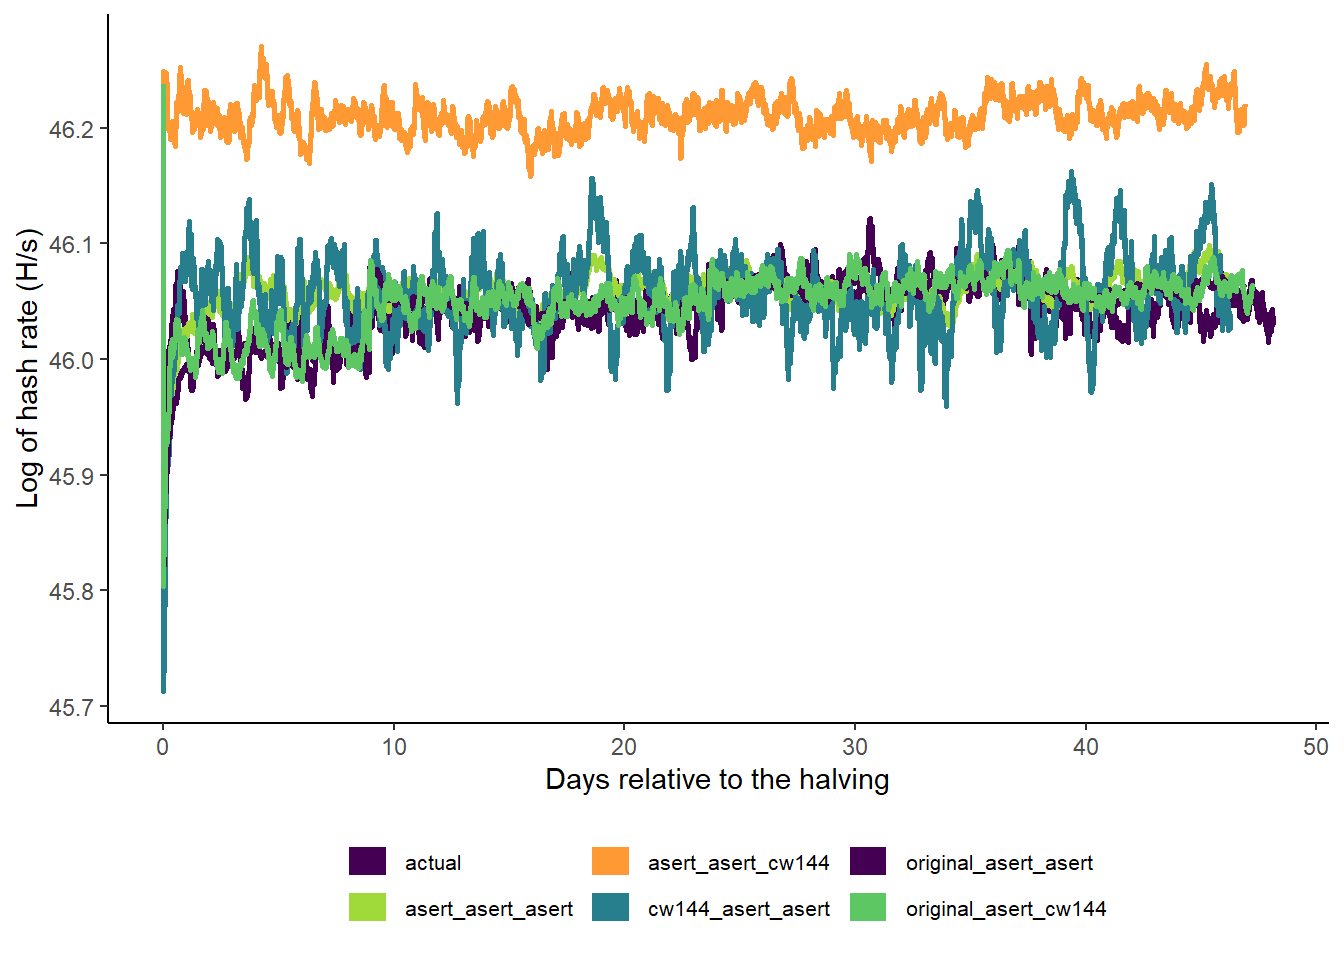 Log of hash rate (H/s)
46.2
46.1
46.0
45.9
45.8
45.7
0 10 20 30 40 50
Days relative to the halving
actual asert_asert_cw144 original_asert_asert
asert_asert_asert cw144_asert_asert original_asert_cw144